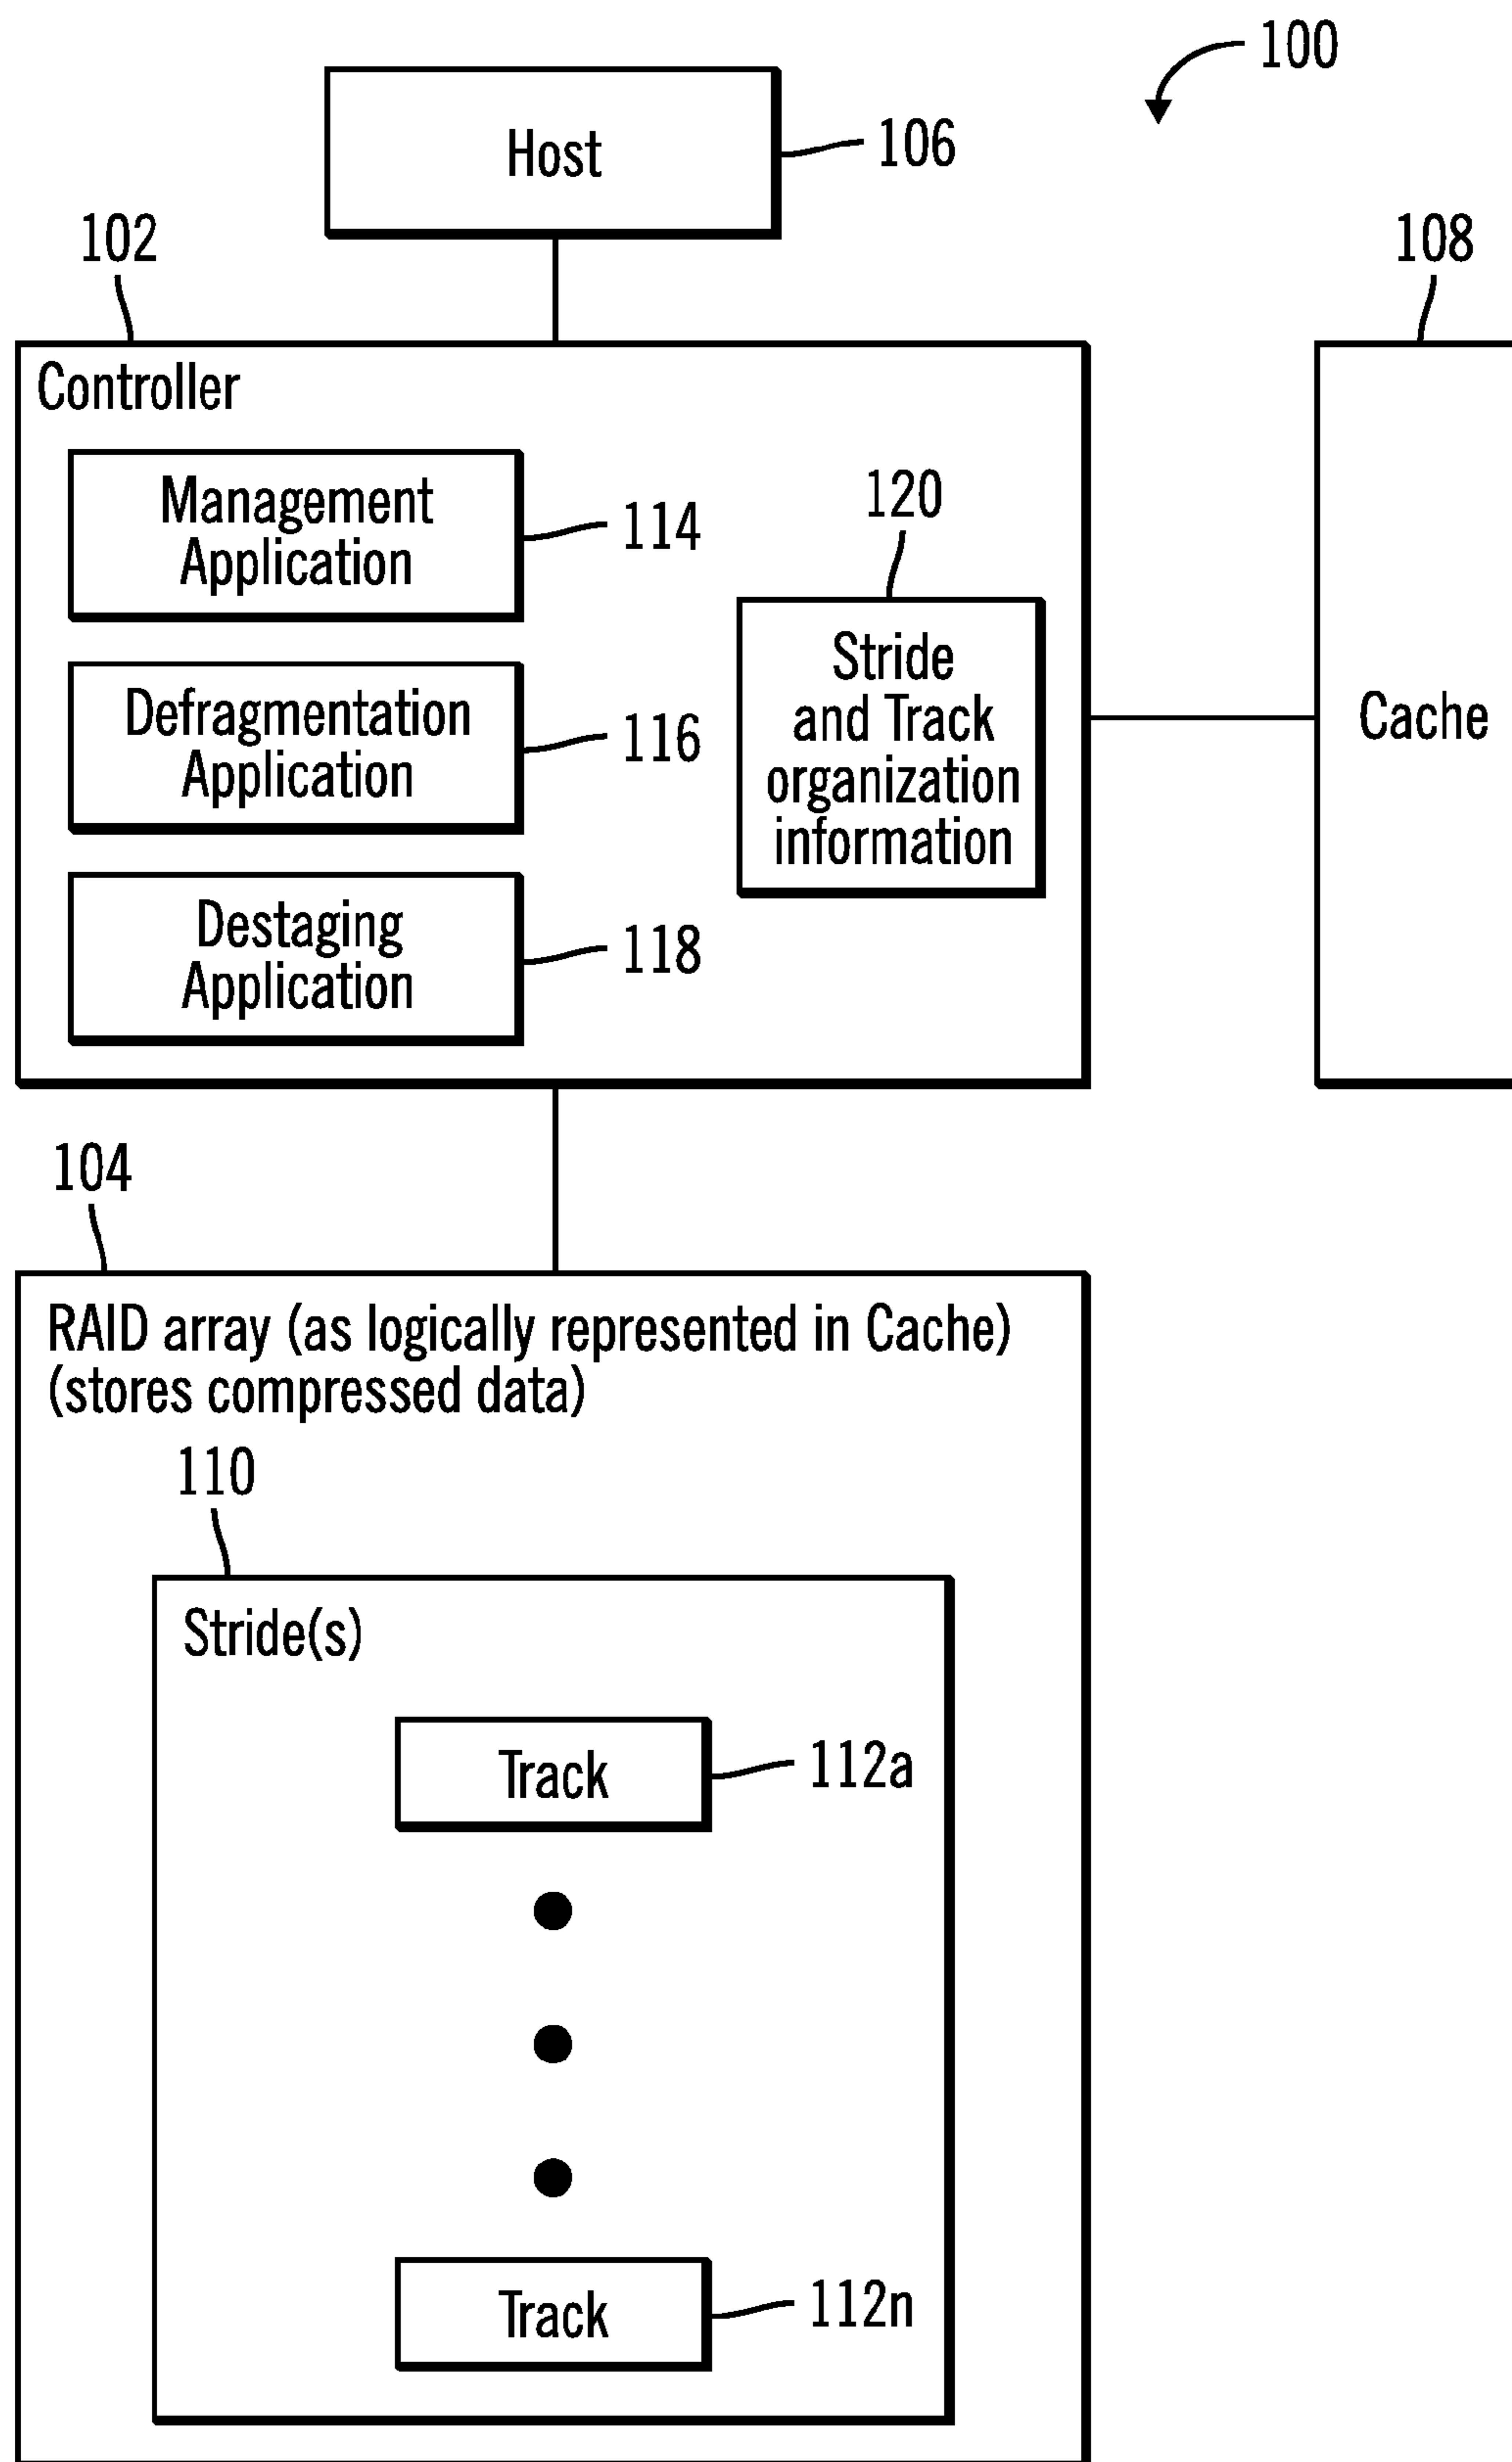 100
Host
106
102
108
Controller
Management
Application
114
120
Defragmentation
Application
116
Stride
and Track
organization
information
Cache
Destaging
Application
118
104
RAID array (as logically represented in Cache)
(stores compressed data)
110
Stride(s)
Track
112a
Track
112n